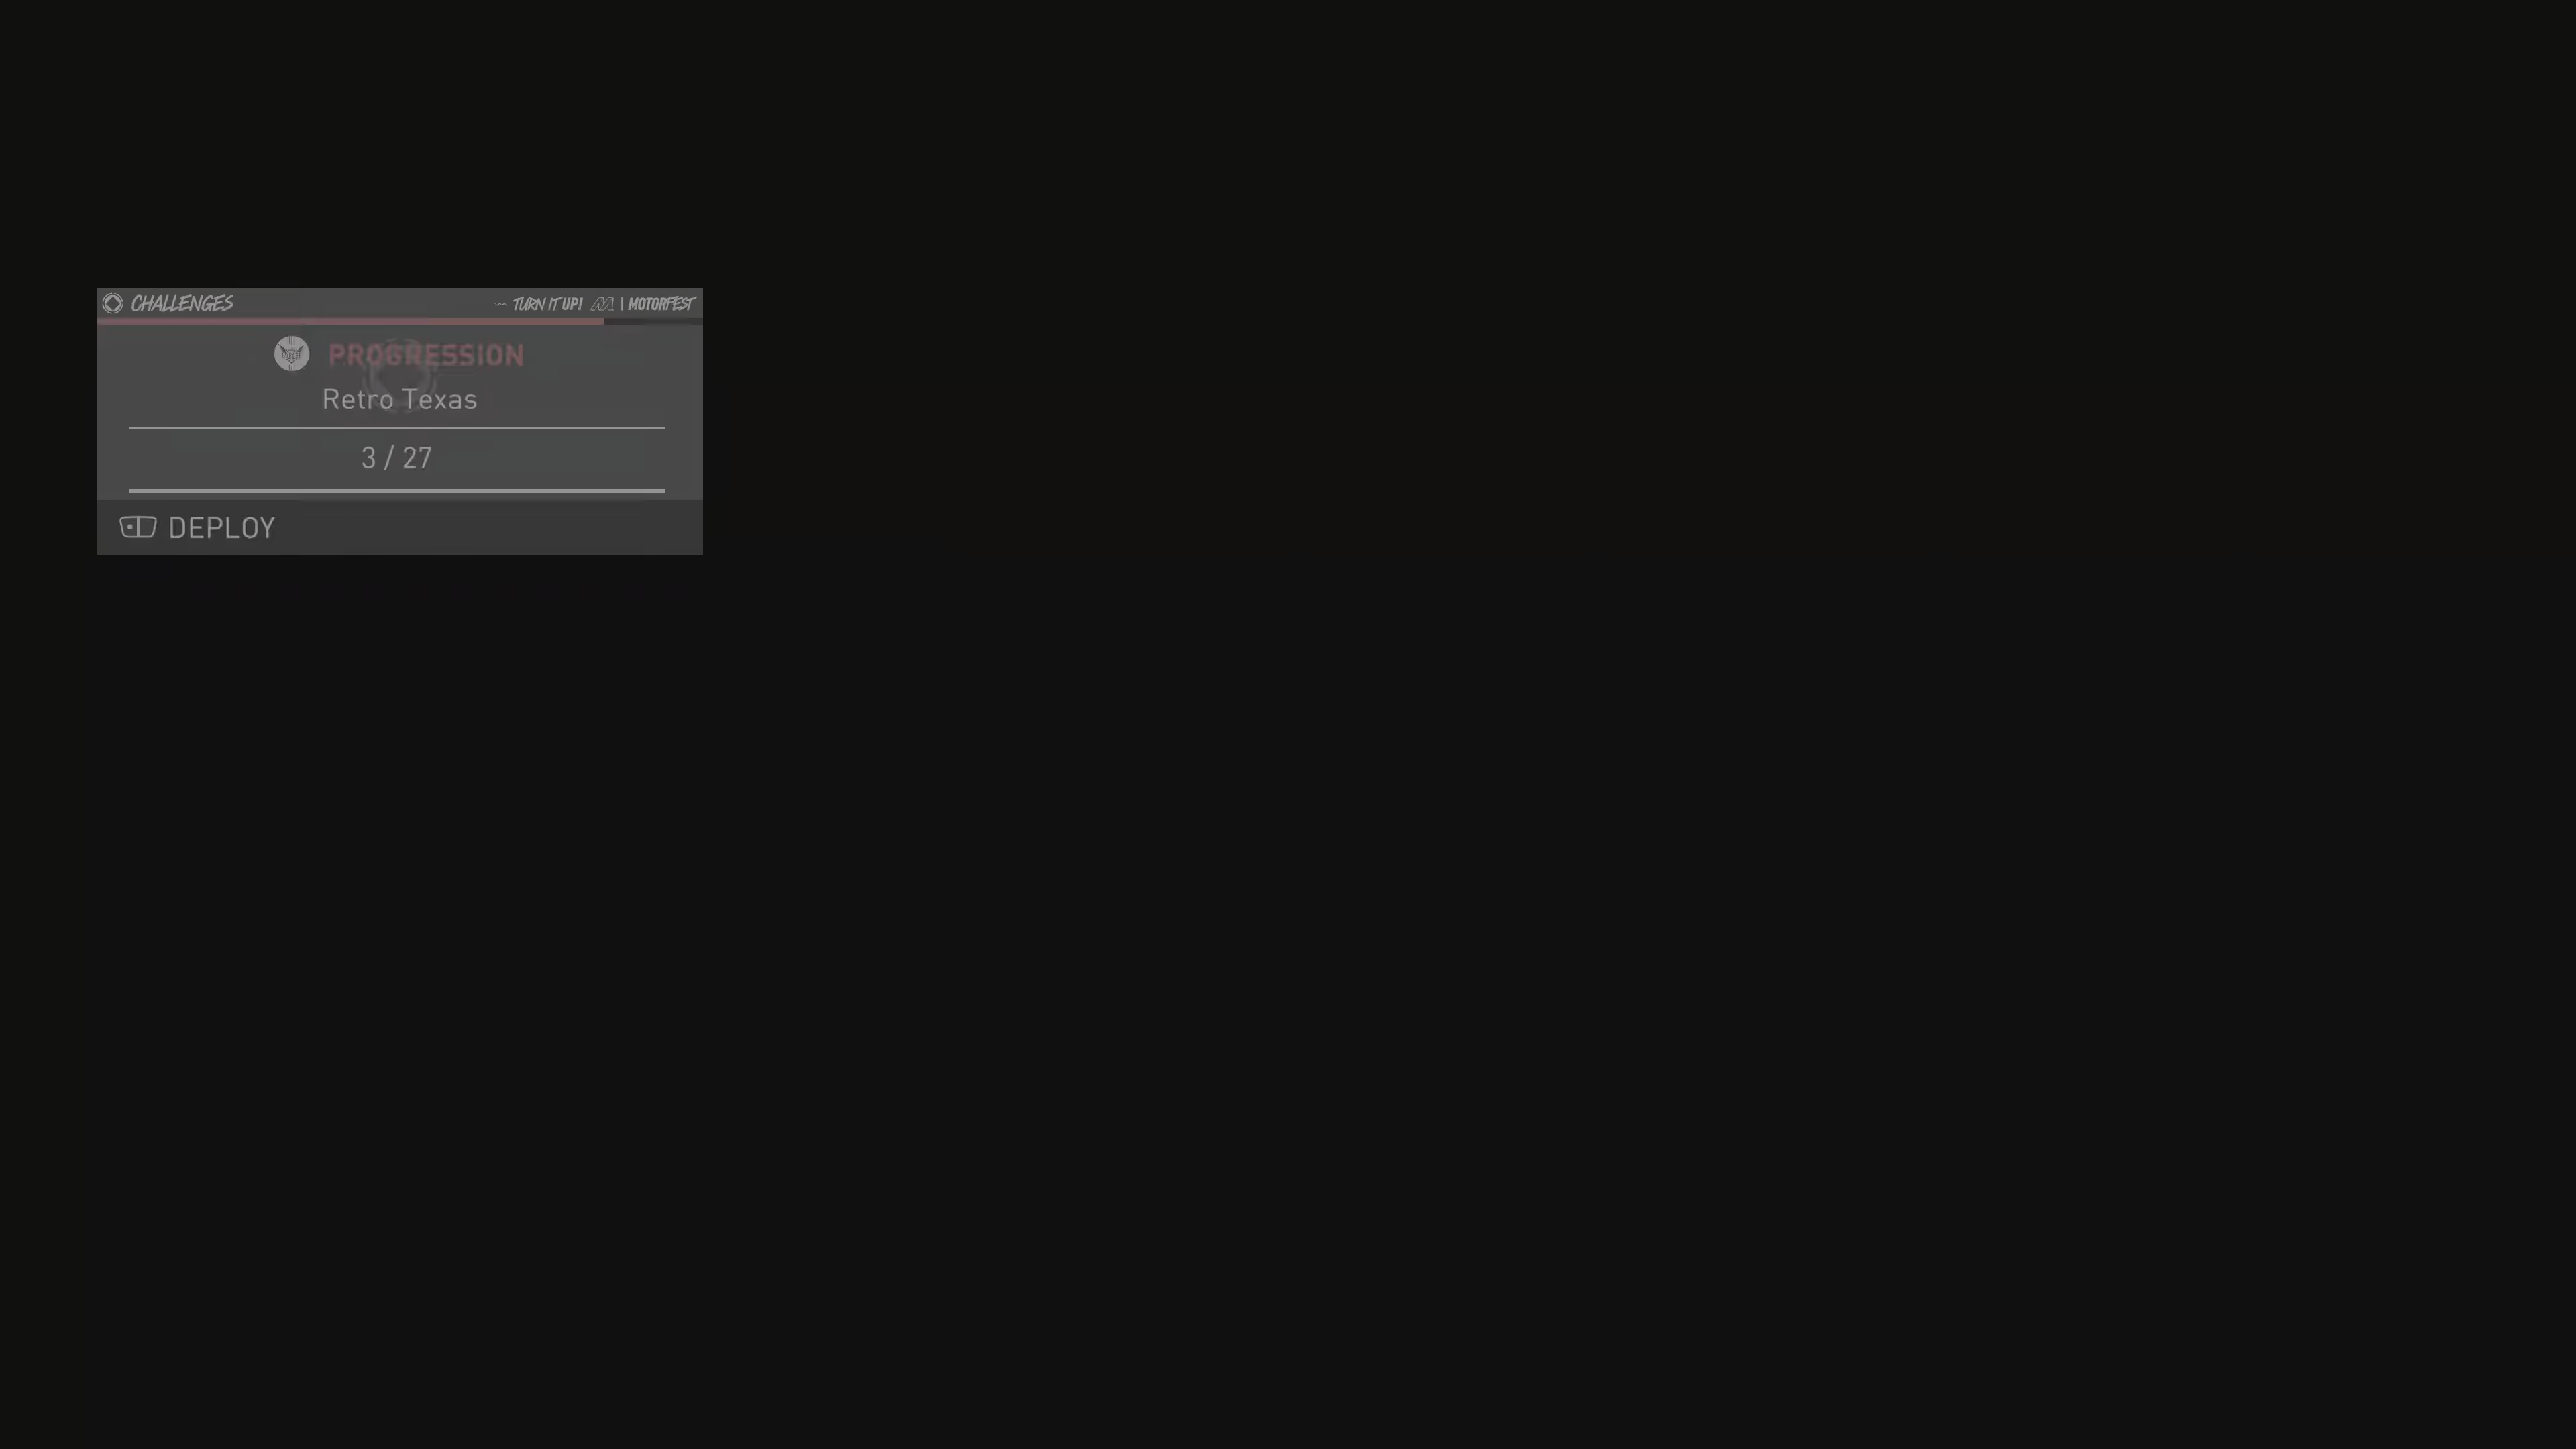 CHALLENGES
TURN IT UP! | MOTORFEST
PROGRESSION
Retro Texas
3 / 27
DEPLOY